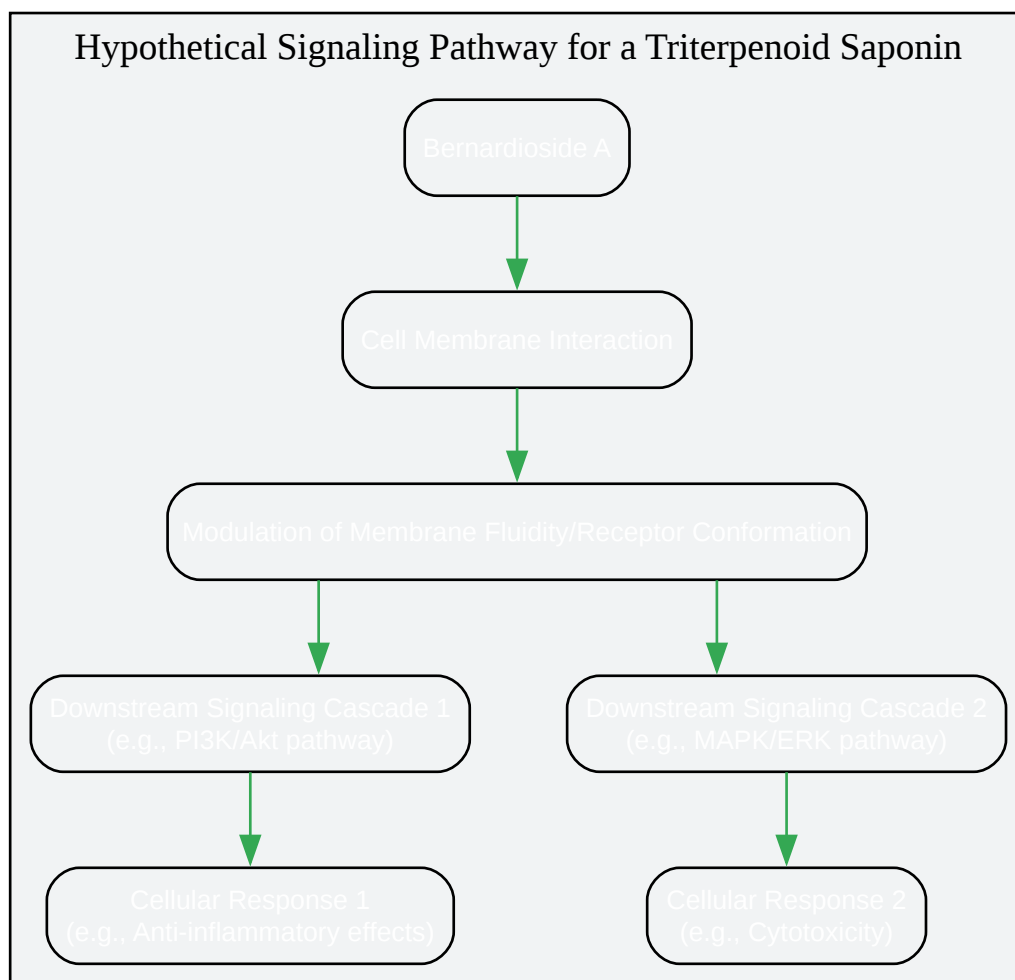 Hypothetical Signaling Pathway for a Triterpenoid Saponin
Bernardioside A
Cell Membrane Interaction
Modulation of Membrane Fluidity/Receptor Conformation
Downstream Signaling Cascade 1
(e.g., PI3K/Akt pathway)
Downstream Signaling Cascade 2
(e.g., MAPK/ERK pathway)
Cellular Response 1
(e.g., Anti-inflammatory effects)
Cellular Response 2
(e.g., Cytotoxicity)